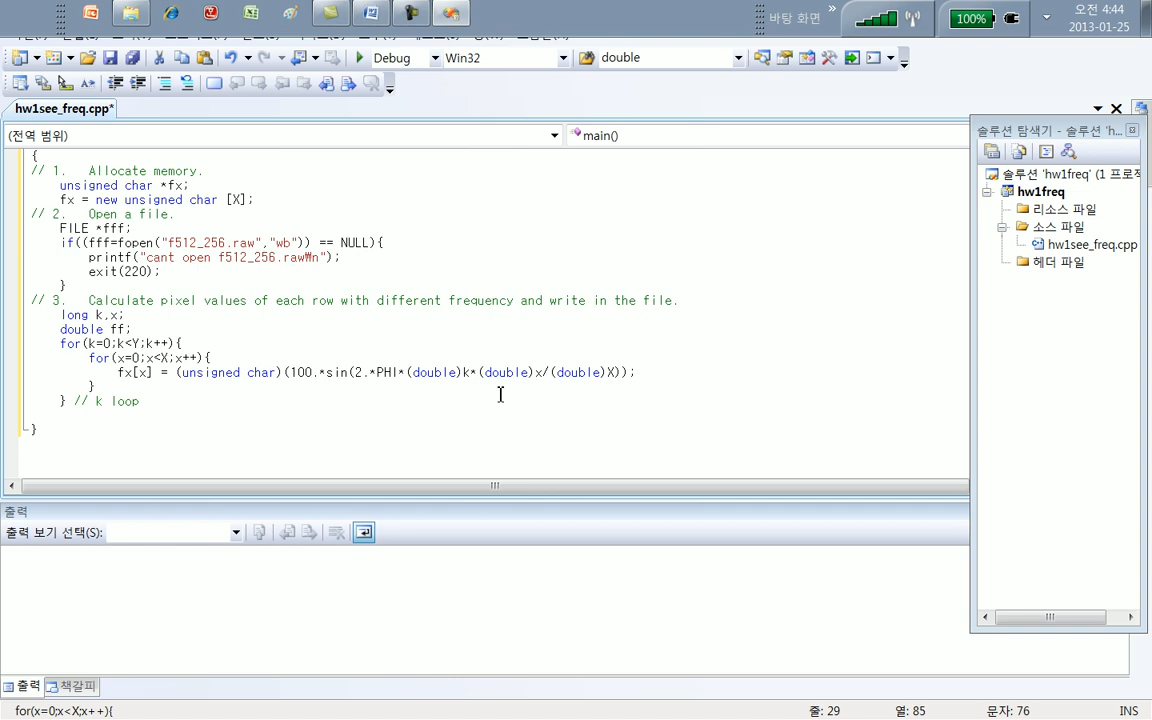 바탕 화면
100%
오전 4:44
2013-01-25
Debug
Win32
double
hw1see_freq.cpp*
(전역 범위)
main()
{
// 1.   Allocate memory.
unsigned char *fx;
fx = new unsigned char [X];
// 2.   Open a file.
FILE *fff;
if((fff=fopen("f512_256.raw","wb")) == NULL){
printf("cant open f512_256.raw₩n");
exit(220);
}
// 3.   Calculate pixel values of each row with different frequency and write in the file.
long k,x;
double ff;
for(k=0;k<Y;k++){
for(x=0;x<X;x++){
fx[x] = (unsigned char)(100.*sin(2.*PHI*(double)k*(double)x/(double)X));
}
} // k loop
}
솔루션 탐색기 - 솔루션 'h...
솔루션 'hw1freq' (1 프로젝
hw1freq
리소스 파일
소스 파일
hw1see_freq.cpp
헤더 파일
출력
출력 보기 선택(S):
출력
책갈피
for(x=0;x<X;x++){
줄: 29
열: 85
문자: 76
INS